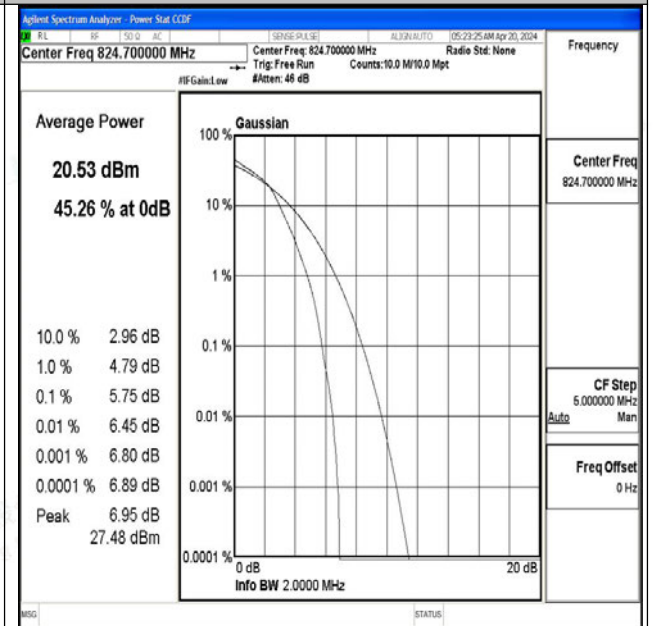 Agilent Spectrum Analyzer - Power Stat CCDF
RL RF 50 Ω AC SENSE:PULSE ALIGN AUTO 05:23:25 AM Apr 20, 2024
Center Freq 824.700000 MHz
Center Freq: 824.700000 MHz Radio Std: None
Trig: Free Run Counts:10.0 M/10.0 Mpt
#IFGain:Low #Atten: 46 dB
Frequency
Average Power
20.53 dBm
45.26 % at 0dB
10.0 % 2.96 dB
1.0 % 4.79 dB
0.1 % 5.75 dB
0.01 % 6.45 dB
0.001 % 6.80 dB
0.0001 % 6.89 dB
Peak 6.95 dB
27.48 dBm
Gaussian
100 %
10 %
1 %
0.1 %
0.01 %
0.001 %
0.0001 %
0 dB 20 dB
Info BW 2.0000 MHz
Center Freq
824.700000 MHz
CF Step
5.000000 MHz
Auto Man
Freq Offset
0 Hz
MSG STATUS